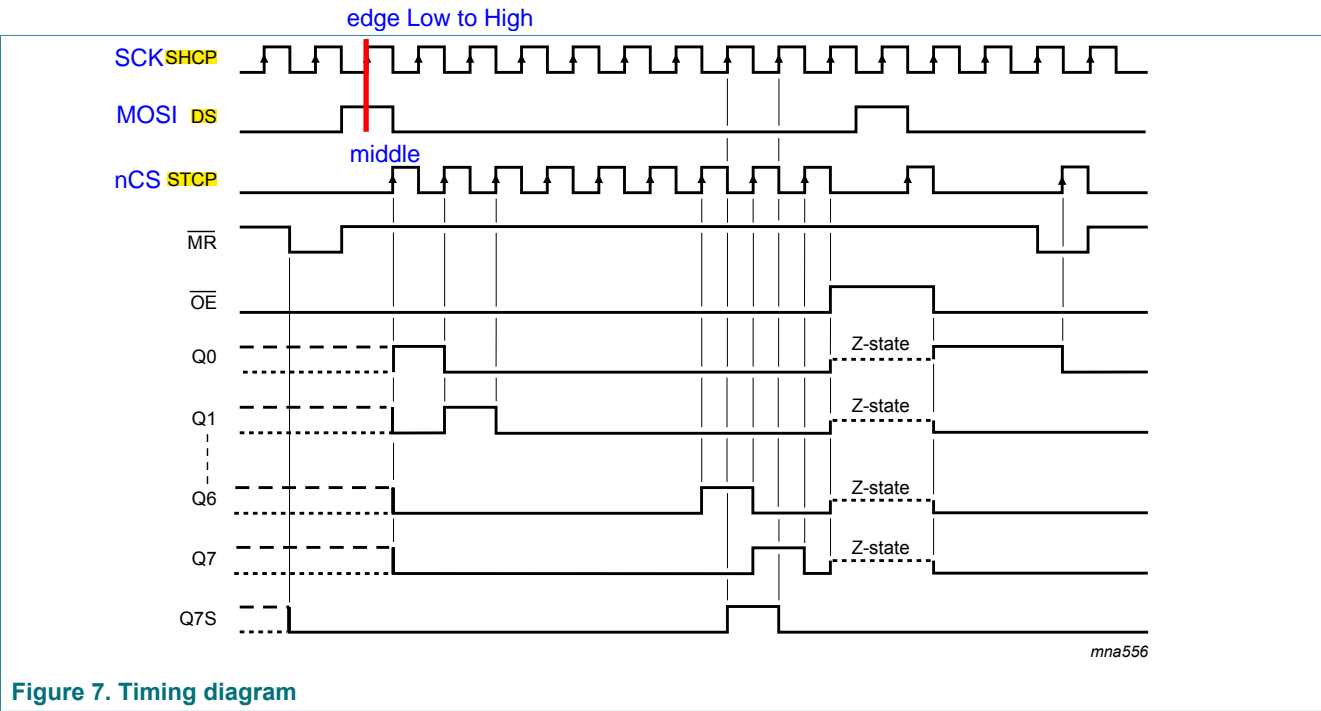 edge Low to High
SCK SHCP
MOSI DS
middle
nCS STCP
MR
OE
Q0 Z-state
Q1 Z-state
Q6 Z-state
Q7 Z-state
Q7S
mna556
Figure 7. Timing diagram